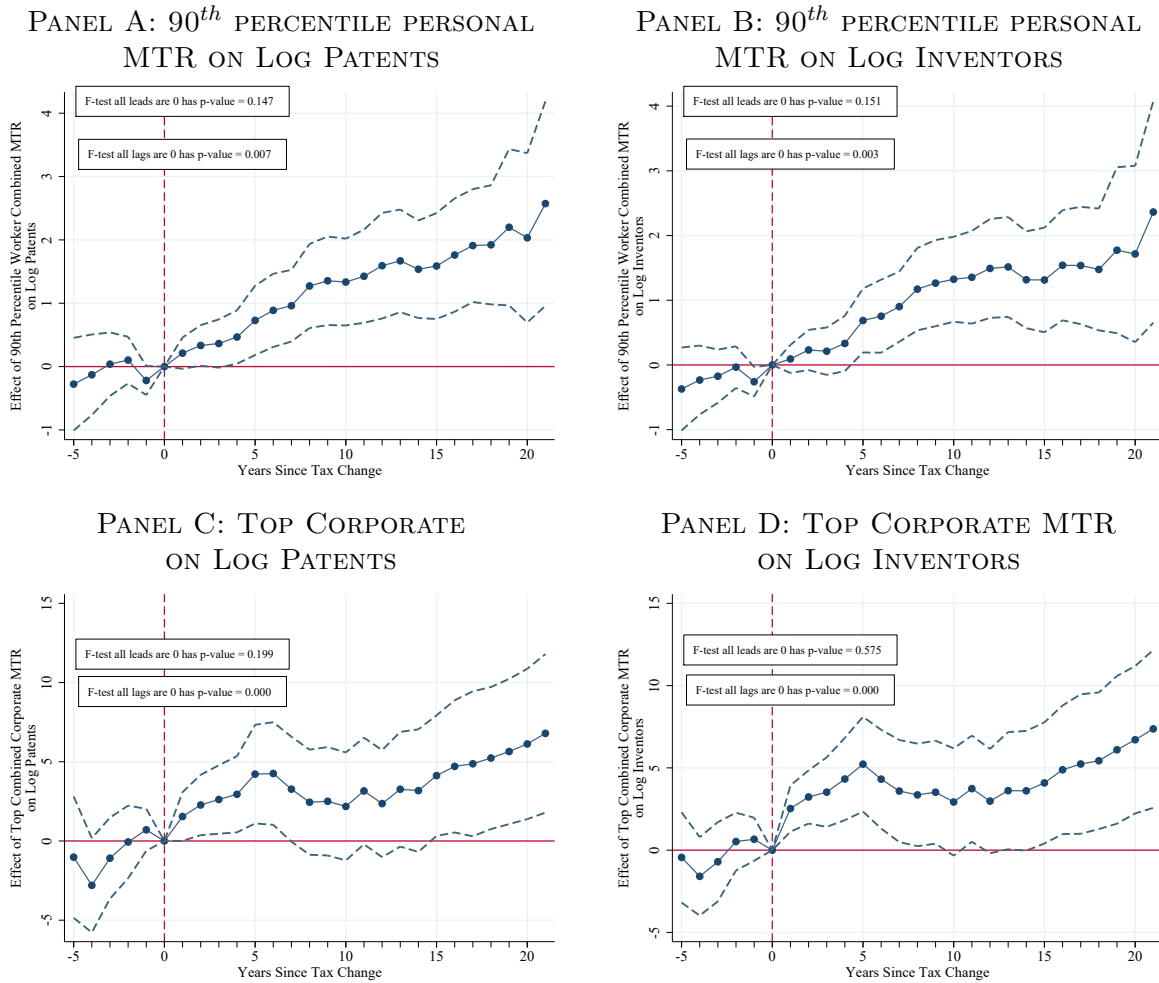 PANEL A: 90th PERCENTILE PERSONAL
MTR ON LOG PATENTS
F-test all leads are 0 has p-value = 0.147
F-test all lags are 0 has p-value = 0.007
Effect of 90th Percentile Worker Combined MTR
on Log Patents
4
3
2
1
0
-1
-5
0
5
10
15
20
Years Since Tax Change
PANEL B: 90th PERCENTILE PERSONAL
MTR ON LOG INVENTORS
F-test all leads are 0 has p-value = 0.151
F-test all lags are 0 has p-value = 0.003
Effect of 90th Percentile Worker Combined MTR
on Log Inventors
4
3
2
1
0
-1
-5
0
5
10
15
20
Years Since Tax Change
PANEL C: TOP CORPORATE
ON LOG PATENTS
F-test all leads are 0 has p-value = 0.199
F-test all lags are 0 has p-value = 0.000
Effect of Top Combined Corporate MTR
on Log Patents
15
10
5
0
-5
-5
0
5
10
15
20
Years Since Tax Change
PANEL D: TOP CORPORATE MTR
ON LOG INVENTORS
F-test all leads are 0 has p-value = 0.575
F-test all lags are 0 has p-value = 0.000
Effect of Top Combined Corporate MTR
on Log Inventors
15
10
5
0
-5
-5
0
5
10
15
20
Years Since Tax Change